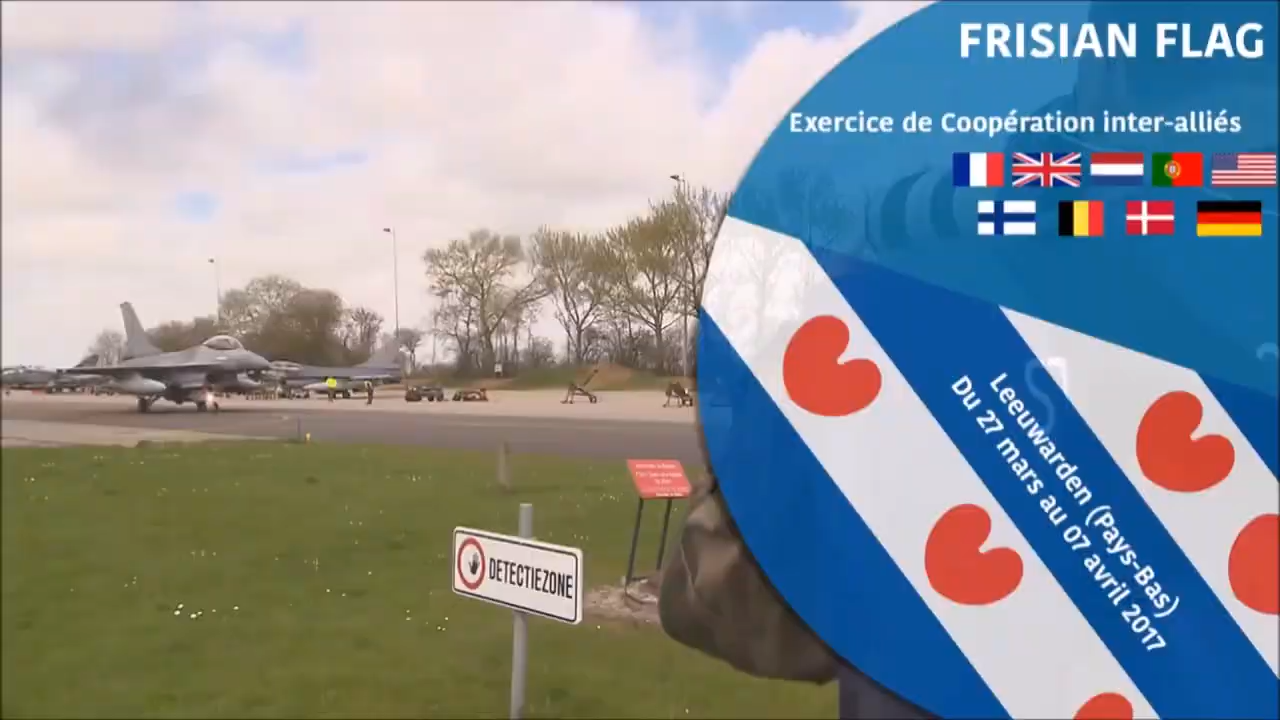 FRISIAN FLAG
Exercice de Coopération inter-alliés
Leeuwarden (Pays-Bas)
Du 27 mars au 07 avril 2017
DETECTIEZONE